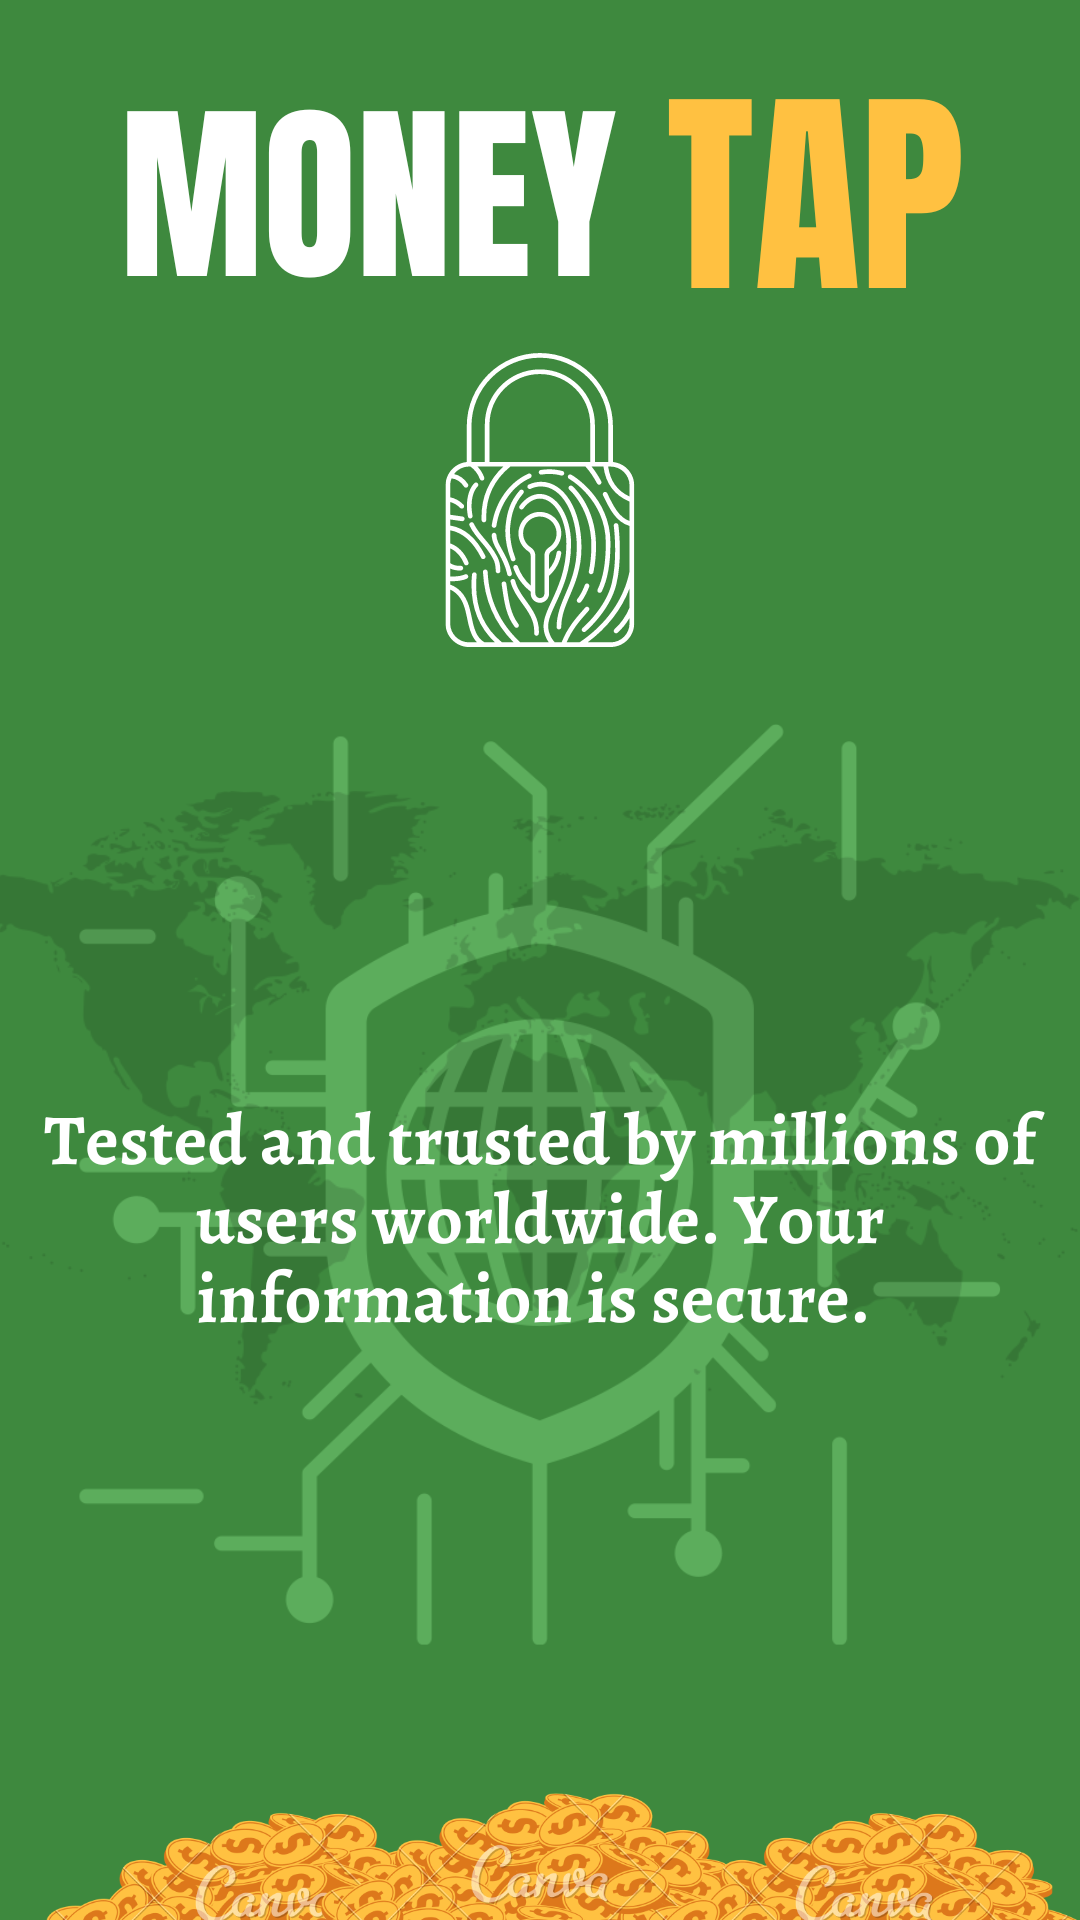 MONEY TAP
Tested and trusted by millions of
users worldwide. Your
information is secure.
Canva Canva Canva